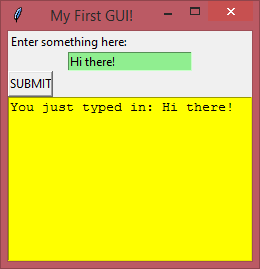 My First GUI!
Enter something here:
Hi there!
SUBMIT
You just typed in: Hi there!